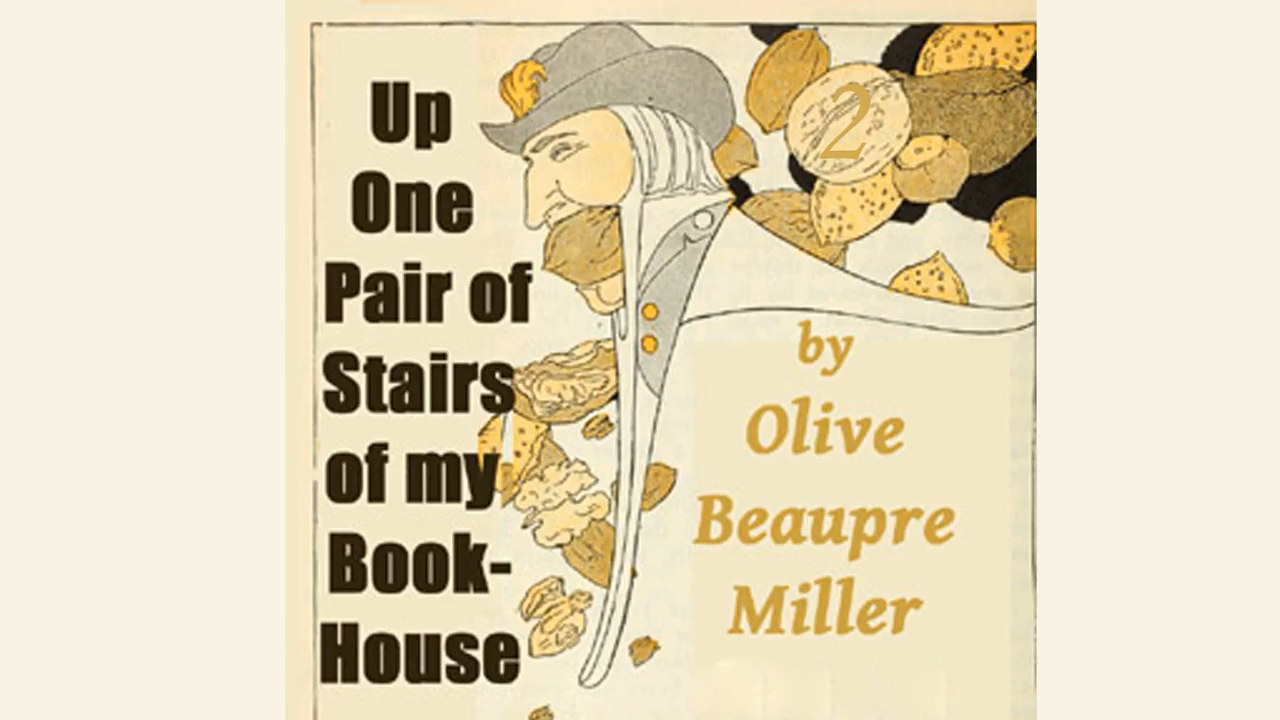 Up
One
Pair of
Stairs
of my
Book-
House
2
by
Olive
Beaupre
Miller